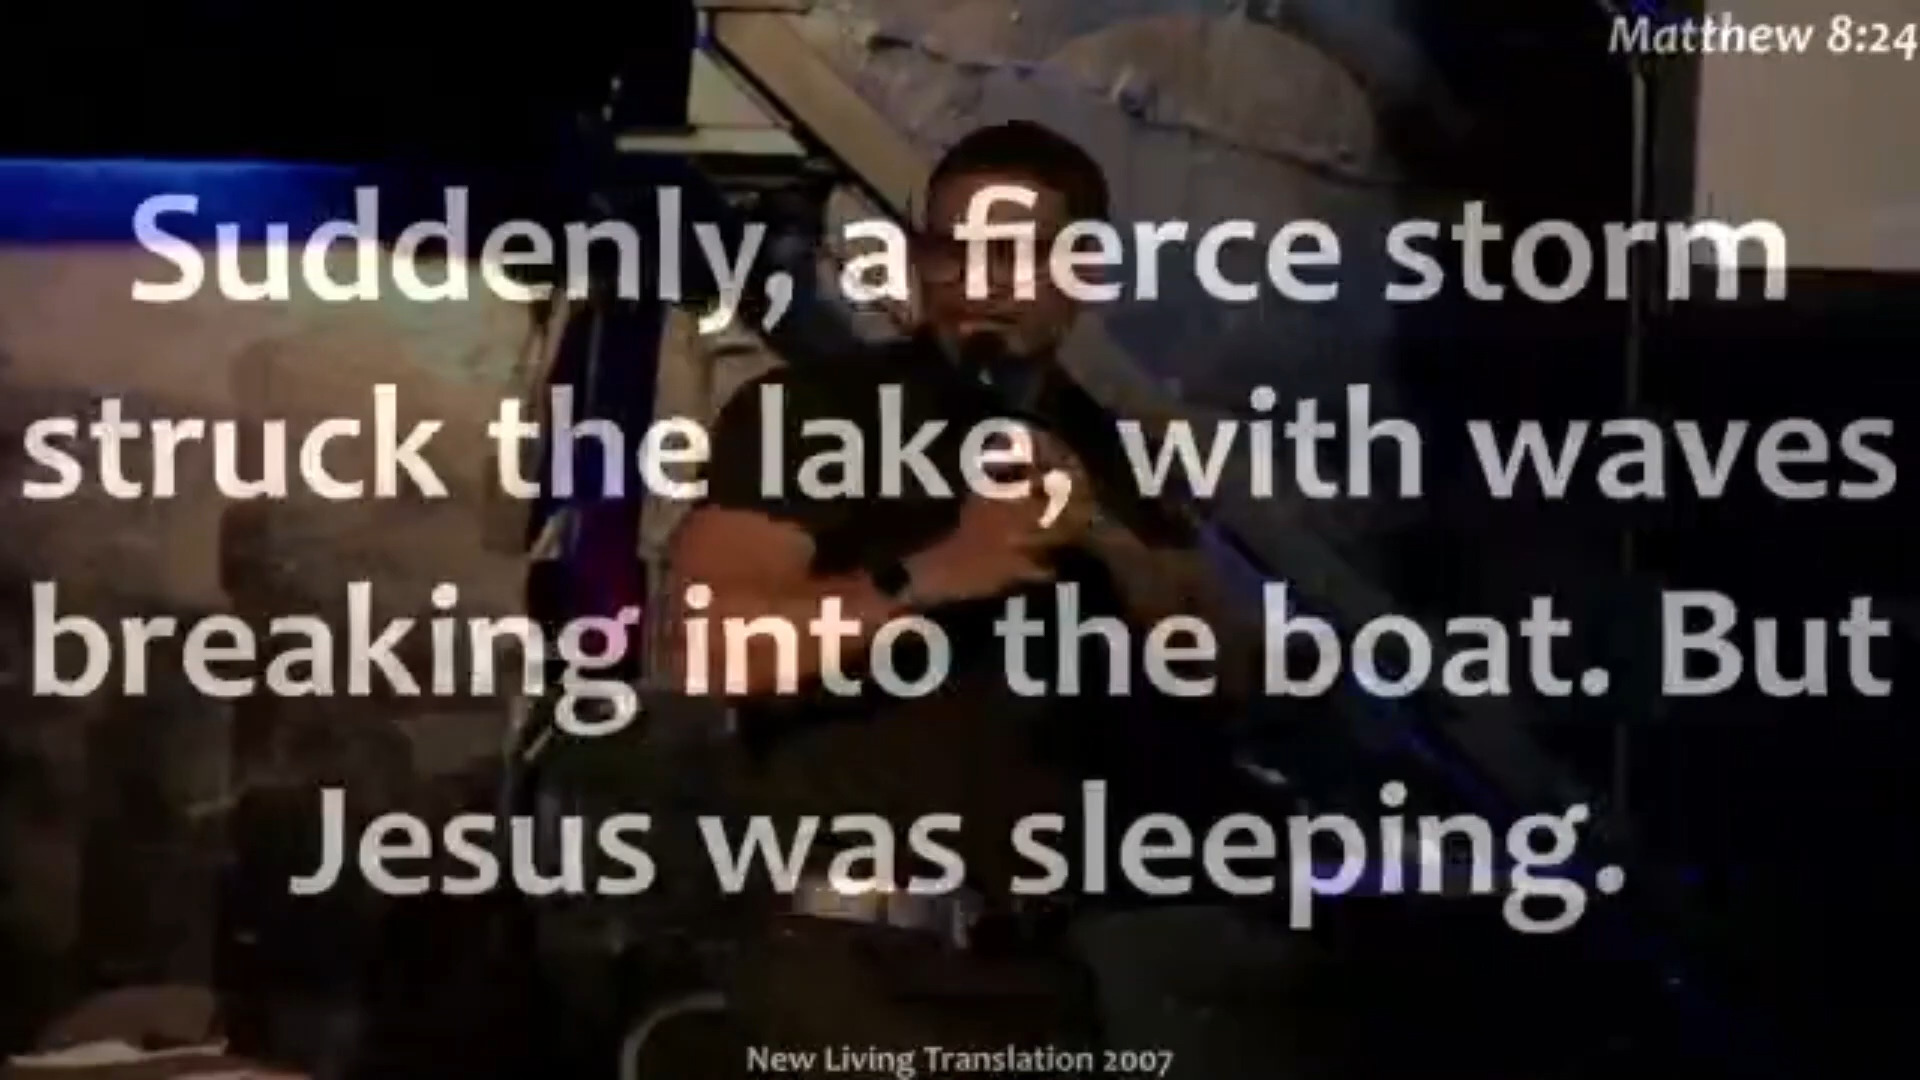 Matthew 8:24
Suddenly, a fierce storm
struck the lake, with waves
breaking into the boat. But
Jesus was sleeping.
New Living Translation 2007